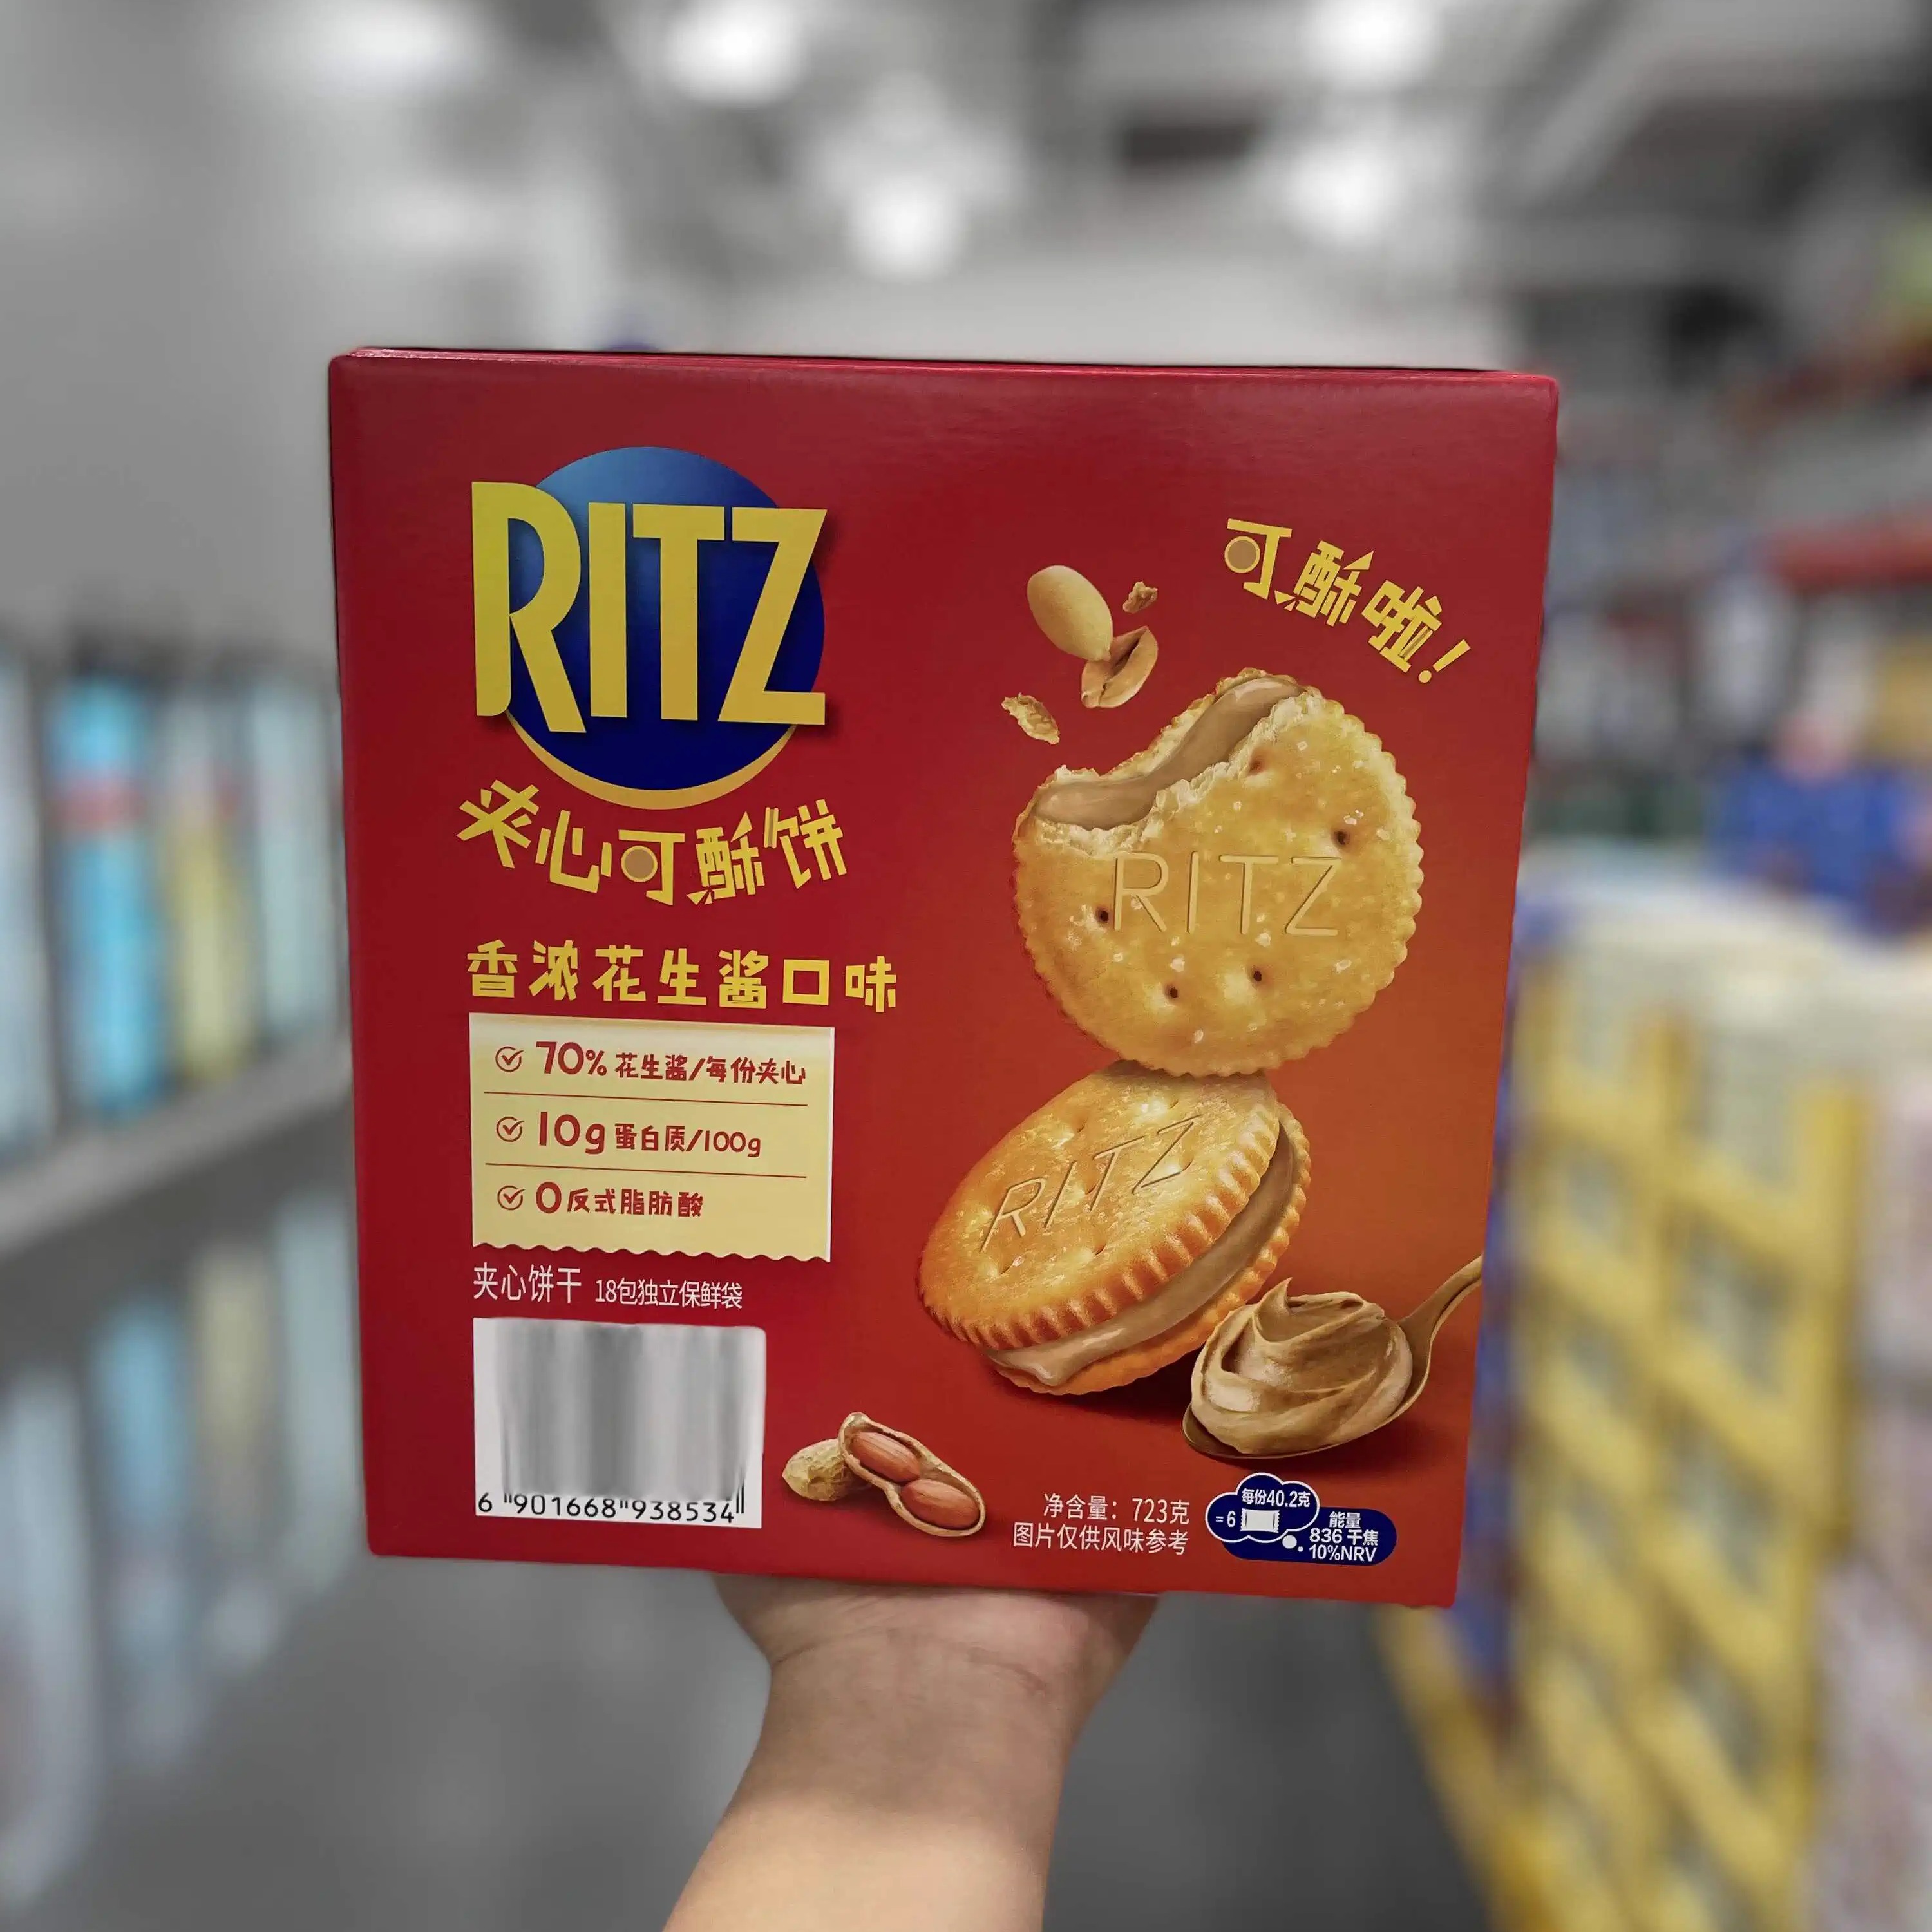 RITZ
夹心可酥饼
香浓花生酱口味
70%花生酱/每份夹心
10g蛋白质/100g
0反式脂肪酸
夹心饼干 18包独立保鲜袋
6 901668 938534
可酥啦！
RITZ
RITZ
净含量：723克
图片仅供风味参考
每份40.2克
=6
能量
836千焦
10%NRV